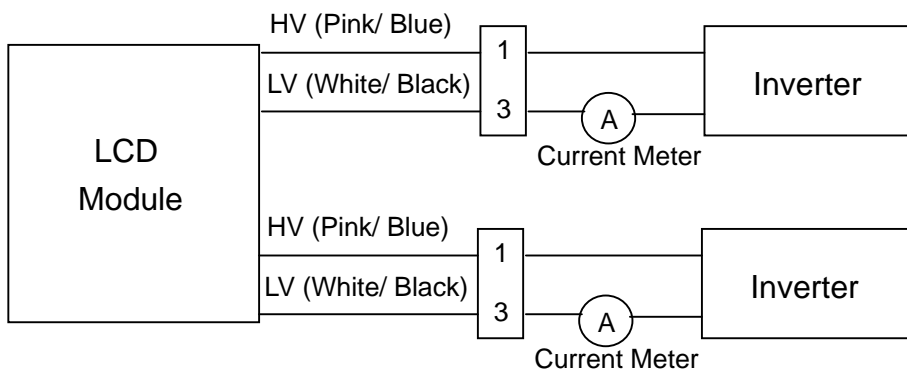 HV (Pink/ Blue)
1
LV (White/ Black)
3
A
Current Meter
Inverter
LCD
Module
HV (Pink/ Blue)
1
LV (White/ Black)
3
A
Current Meter
Inverter